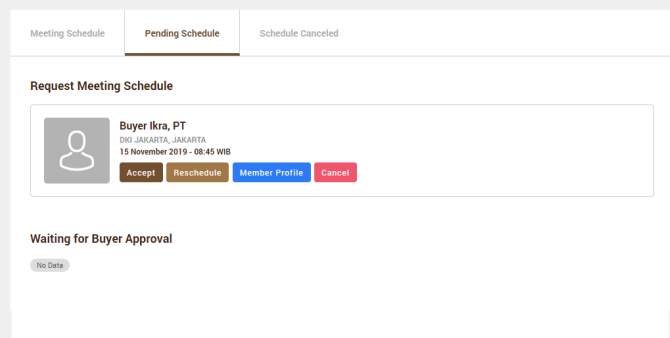 Meeting Schedule
Pending Schedule
Schedule Canceled
Request Meeting Schedule
Buyer Ikra, PT
DKI JAKARTA, JAKARTA
15 November 2019 - 08:45 WIB
Accept Reschedule Member Profile Cancel
Waiting for Buyer Approval
No Data